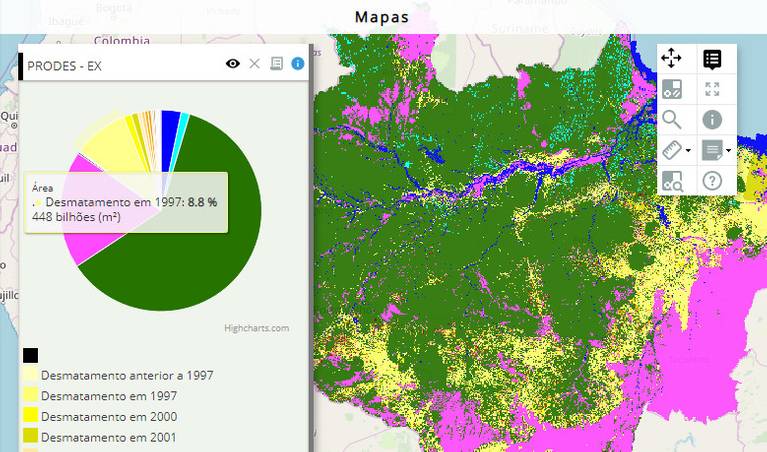 Mapas
Bogotá
Ibagué
Colombia
Paramaribo
Suriname
PRODES - EX
Área
Desmatamento em 1997: 8.8 %
448 bilhões (m²)
Highcharts.com
Desmatamento anterior a 1997
Desmatamento em 1997
Desmatamento em 2000
Desmatamento em 2001